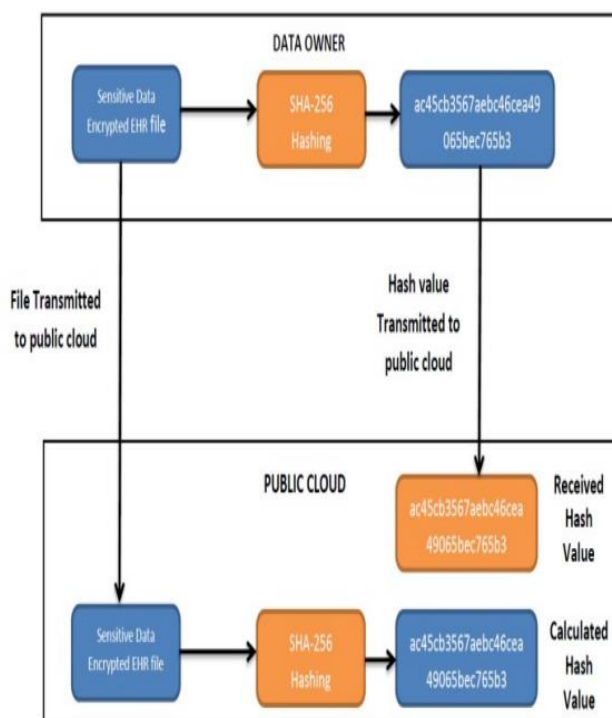 DATA OWNER
Sensitive Data
Encrypted EHR file
SHA-256
Hashing
ac45cb3567aebc46cea49
065bec765b3
File Transmitted
to public cloud
Hash value
Transmitted to
public cloud
PUBLIC CLOUD
ac45cb3567aebc46cea
49065bec765b3
Received
Hash
Value
Sensitive Data
Encrypted EHR file
SHA-256
Hashing
ac45cb3567aebc46cea
49065bec765b3
Calculated
Hash
Value